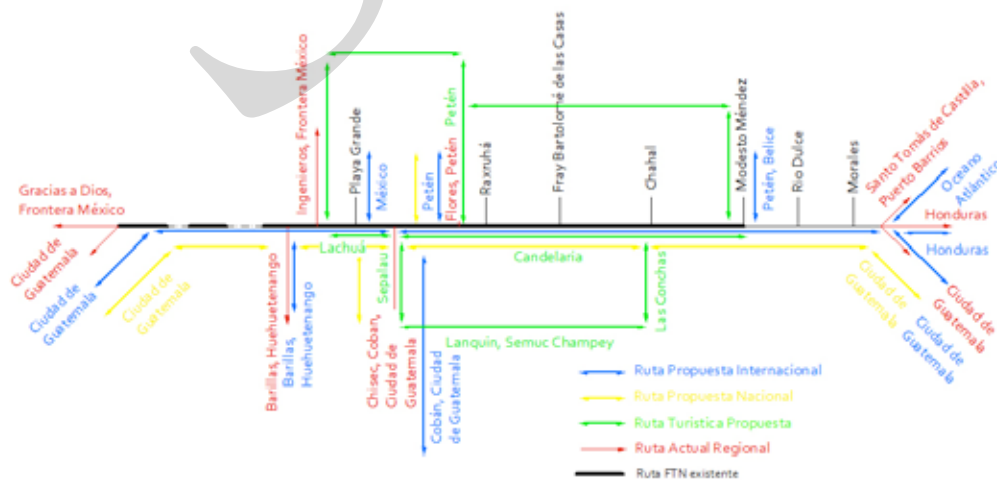 Gracias a Dios,
Frontera México
Ciudad de
Guatemala
Ciudad de
Guatemala
Ciudad de
Guatemala
Ingenieros, Frontera México
Playa Grande
México
Petén
Flores, Petén
Petén
Raxruhá
Fray Bartolomé de las Casas
Chahal
Modesto Méndez
Petén, Belice
Rio Dulce
Morales
Santo Tomás de Castilla,
Puerto Barrios
Oceano
Atlántico
Honduras
Honduras
Lachuá
Sepalau
Candelaria
Las Conchas
Lanquin, Semuc Champey
Barillas, Huehuetenango
Barillas,
Huehuetenango
Chisec, Coban,
Ciudad de
Guatemala
Cobán, Ciudad
de Guatemala
Ciudad de
Guatemala
Ciudad de
Guatemala
Ciudad de
Guatemala
Ruta Propuesta Internacional
Ruta Propuesta Nacional
Ruta Turistica Propuesta
Ruta Actual Regional
Ruta FTN existente